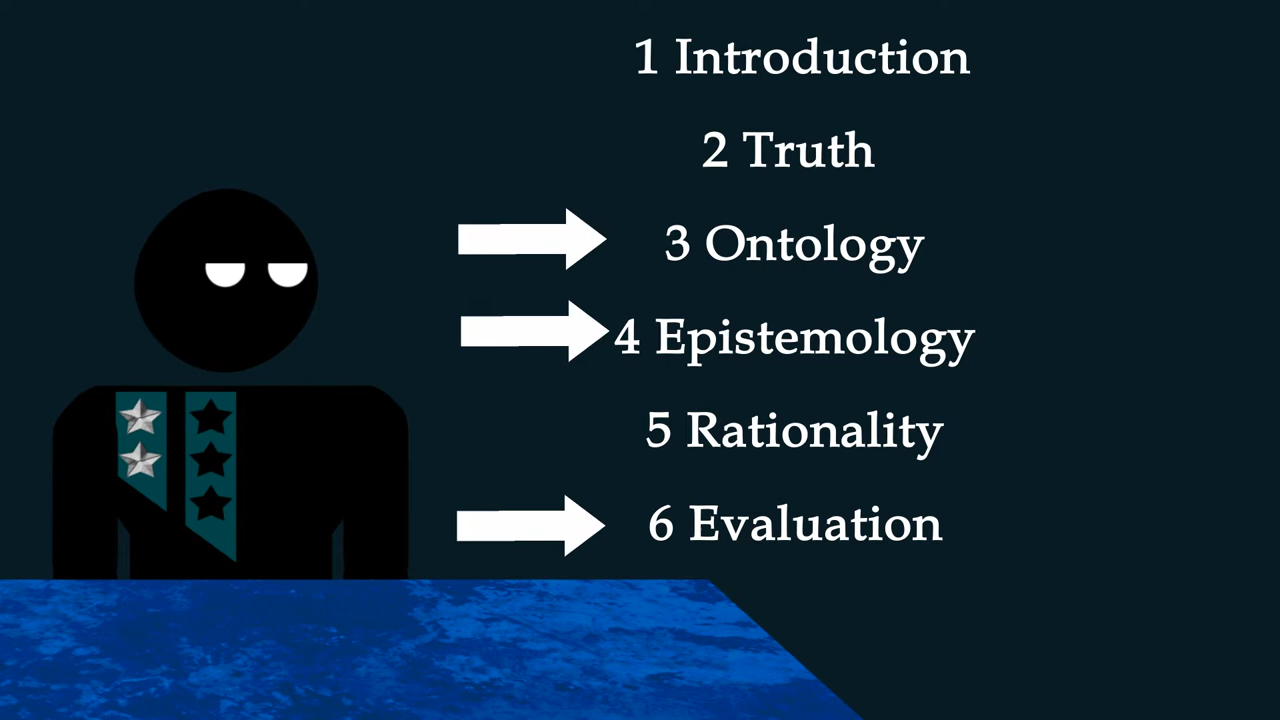 1 Introduction
2 Truth
3 Ontology
4 Epistemology
5 Rationality
6 Evaluation